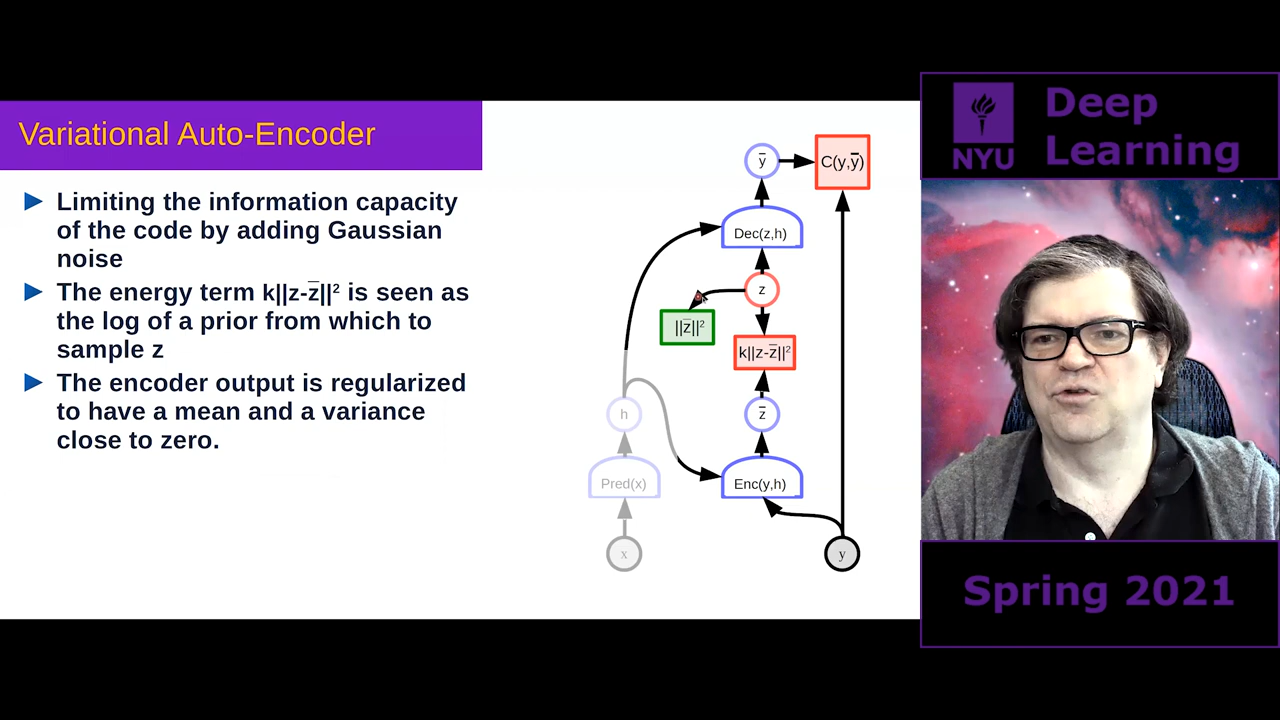 Variational Auto-Encoder
Limiting the information capacity
of the code by adding Gaussian
noise
The energy term k||z-z̅||² is seen as
the log of a prior from which to
sample z
The encoder output is regularized
to have a mean and a variance
close to zero.
y̅
C(y,y̅)
Dec(z,h)
z
||z̅||²
k||z-z̅||²
h
z̅
Pred(x)
Enc(y,h)
x
y
NYU
Deep
Learning
Spring 2021